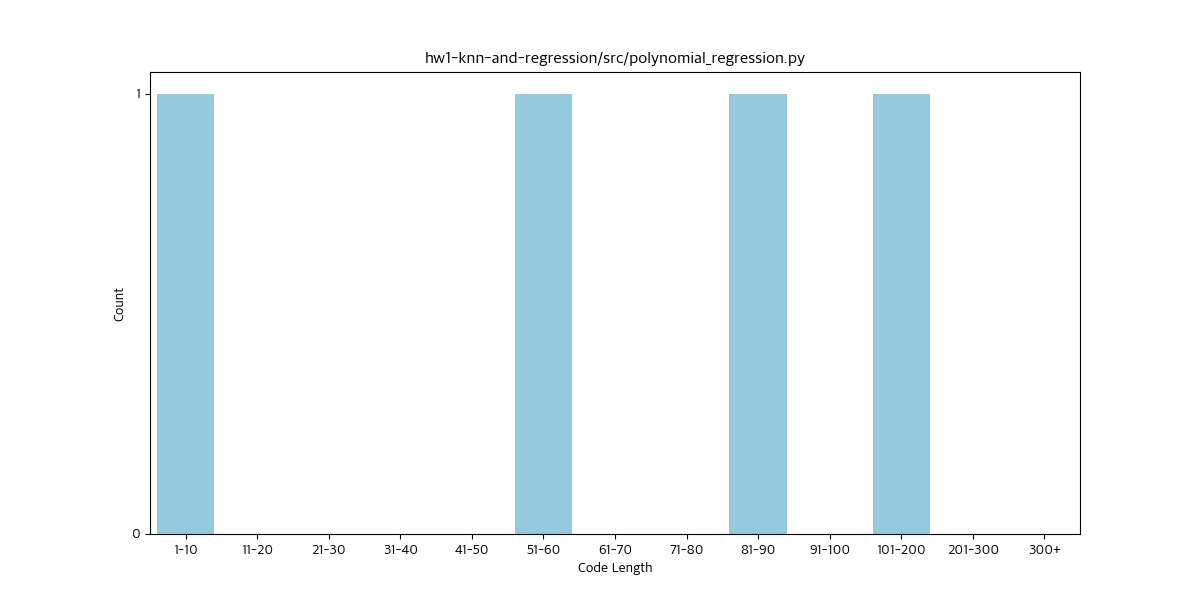 hw1-knn-and-regression/src/polynomial_regression.py
1
Count
0
1-10 11-20 21-30 31-40 41-50 51-60 61-70 71-80 81-90 91-100 101-200 201-300 300+
Code Length